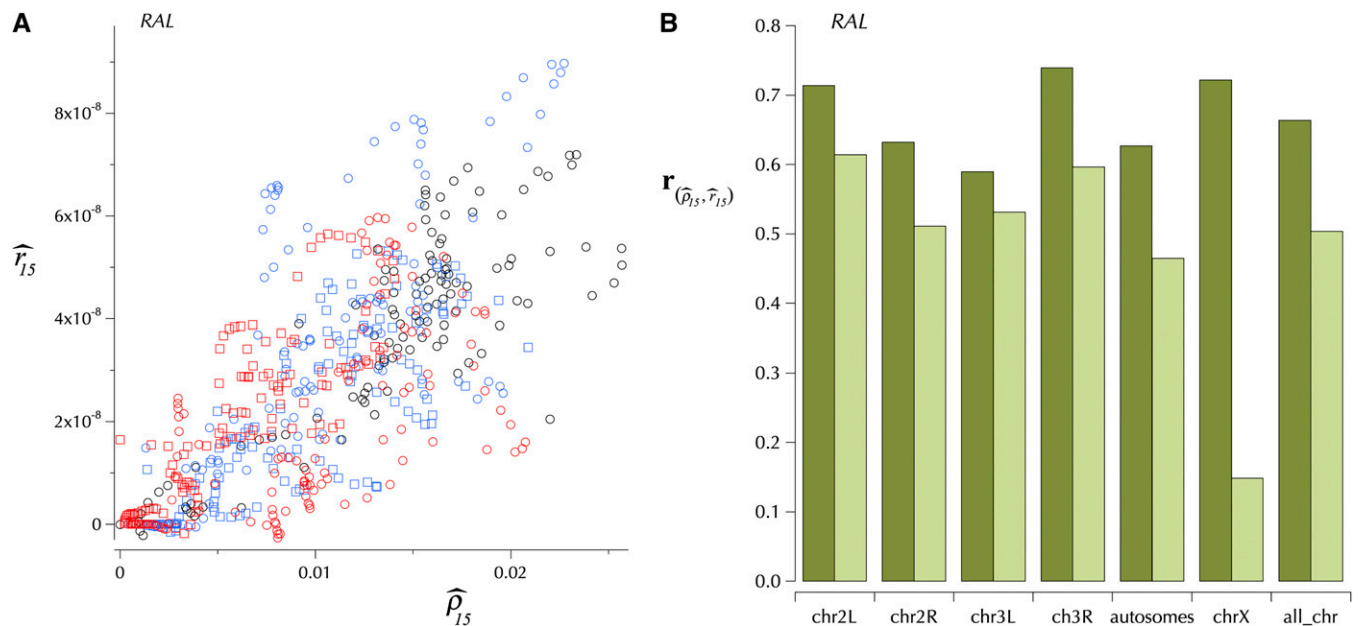 A
RAL
8x10⁻⁸
6x10⁻⁸
4x10⁻⁸
2x10⁻⁸
0
r̂₁₅
0 0.01 0.02
ρ̂₁₅
B
RAL
0.8
0.7
0.6
0.5
0.4
0.3
0.2
0.1
0.0
r(ρ̂₁₅, r̂₁₅)
chr2L chr2R chr3L ch3R autosomes chrX all_chr